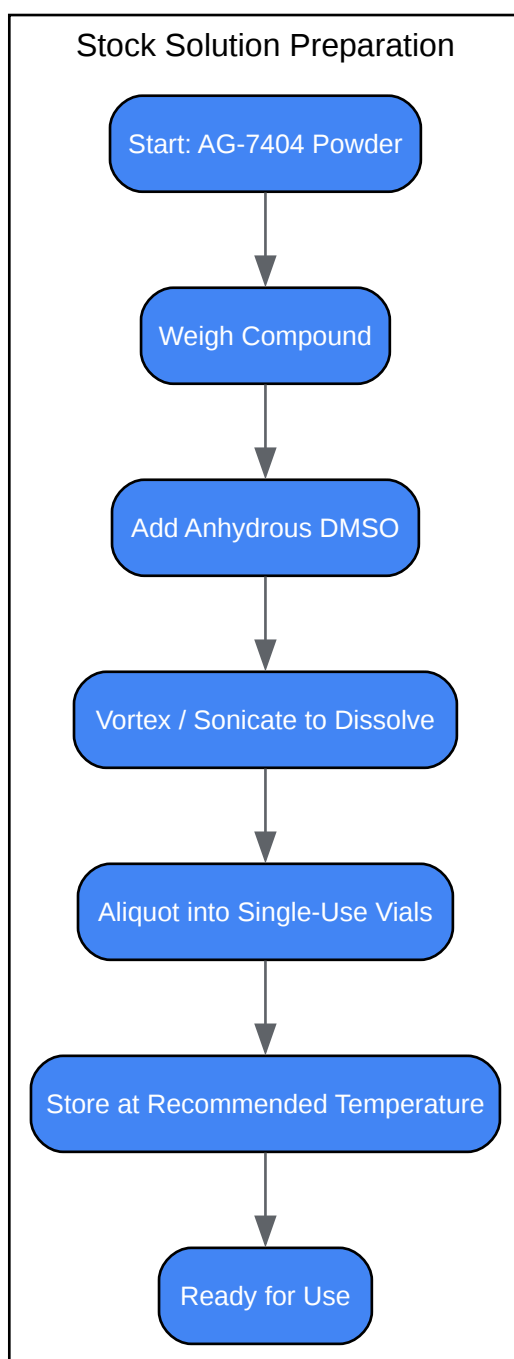 Stock Solution Preparation
Start: AG-7404 Powder
Weigh Compound
Add Anhydrous DMSO
Vortex / Sonicate to Dissolve
Aliquot into Single-Use Vials
Store at Recommended Temperature
Ready for Use